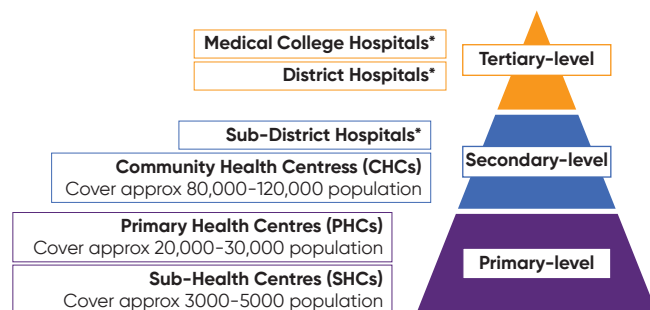 Medical College Hospitals*
District Hospitals*
Tertiary-level
Sub-District Hospitals*
Community Health Centress (CHCs)
Cover approx 80,000-120,000 population
Secondary-level
Primary Health Centres (PHCs)
Cover approx 20,000-30,000 population
Sub-Health Centres (SHCs)
Cover approx 3000-5000 population
Primary-level